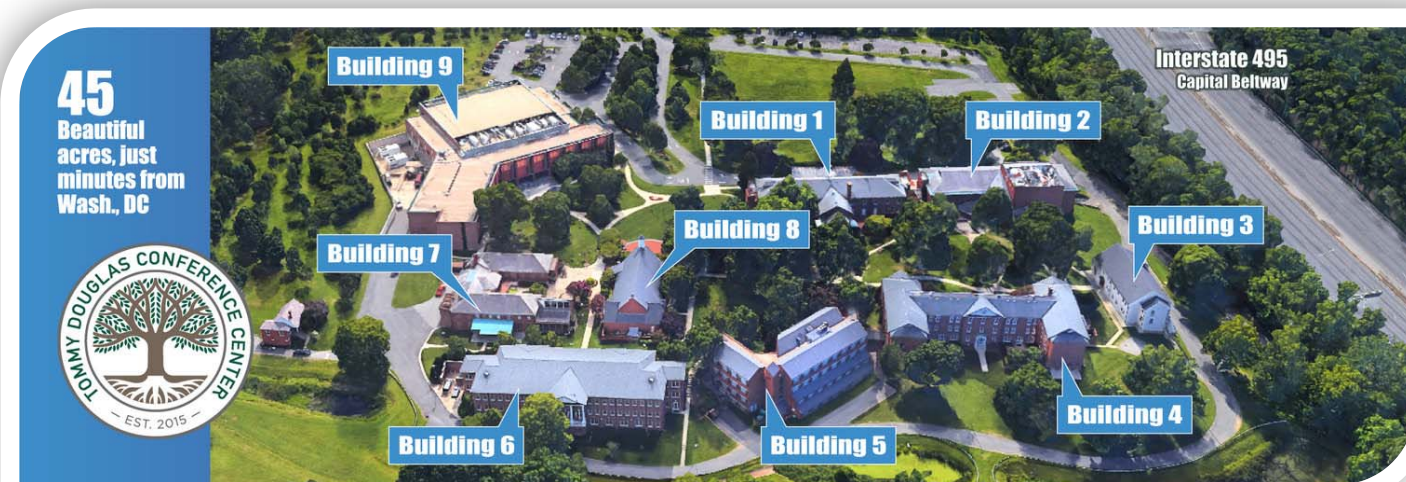 45
Beautiful
acres, just
minutes from
Wash., DC
TOMMY DOUGLAS CONFERENCE CENTER
EST. 2015
Building 9
Building 1
Building 2
Interstate 495
Capital Beltway
Building 3
Building 8
Building 7
Building 4
Building 6
Building 5